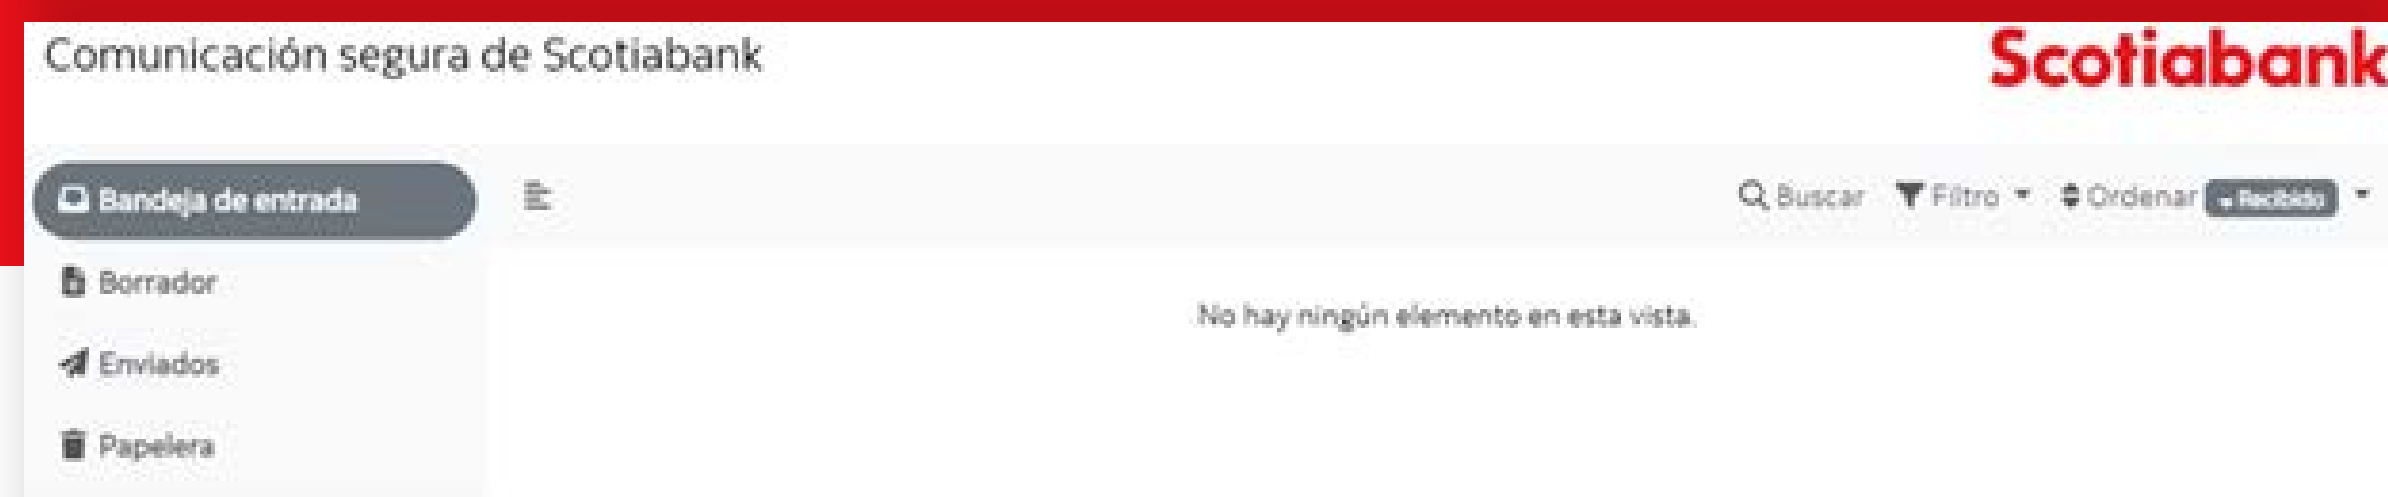 Comunicación segura de Scotiabank
Scotiabank
Bandeja de entrada
Buscar Filtro Ordenar Recibido
Borrador
No hay ningún elemento en esta vista.
Enviados
Papelera